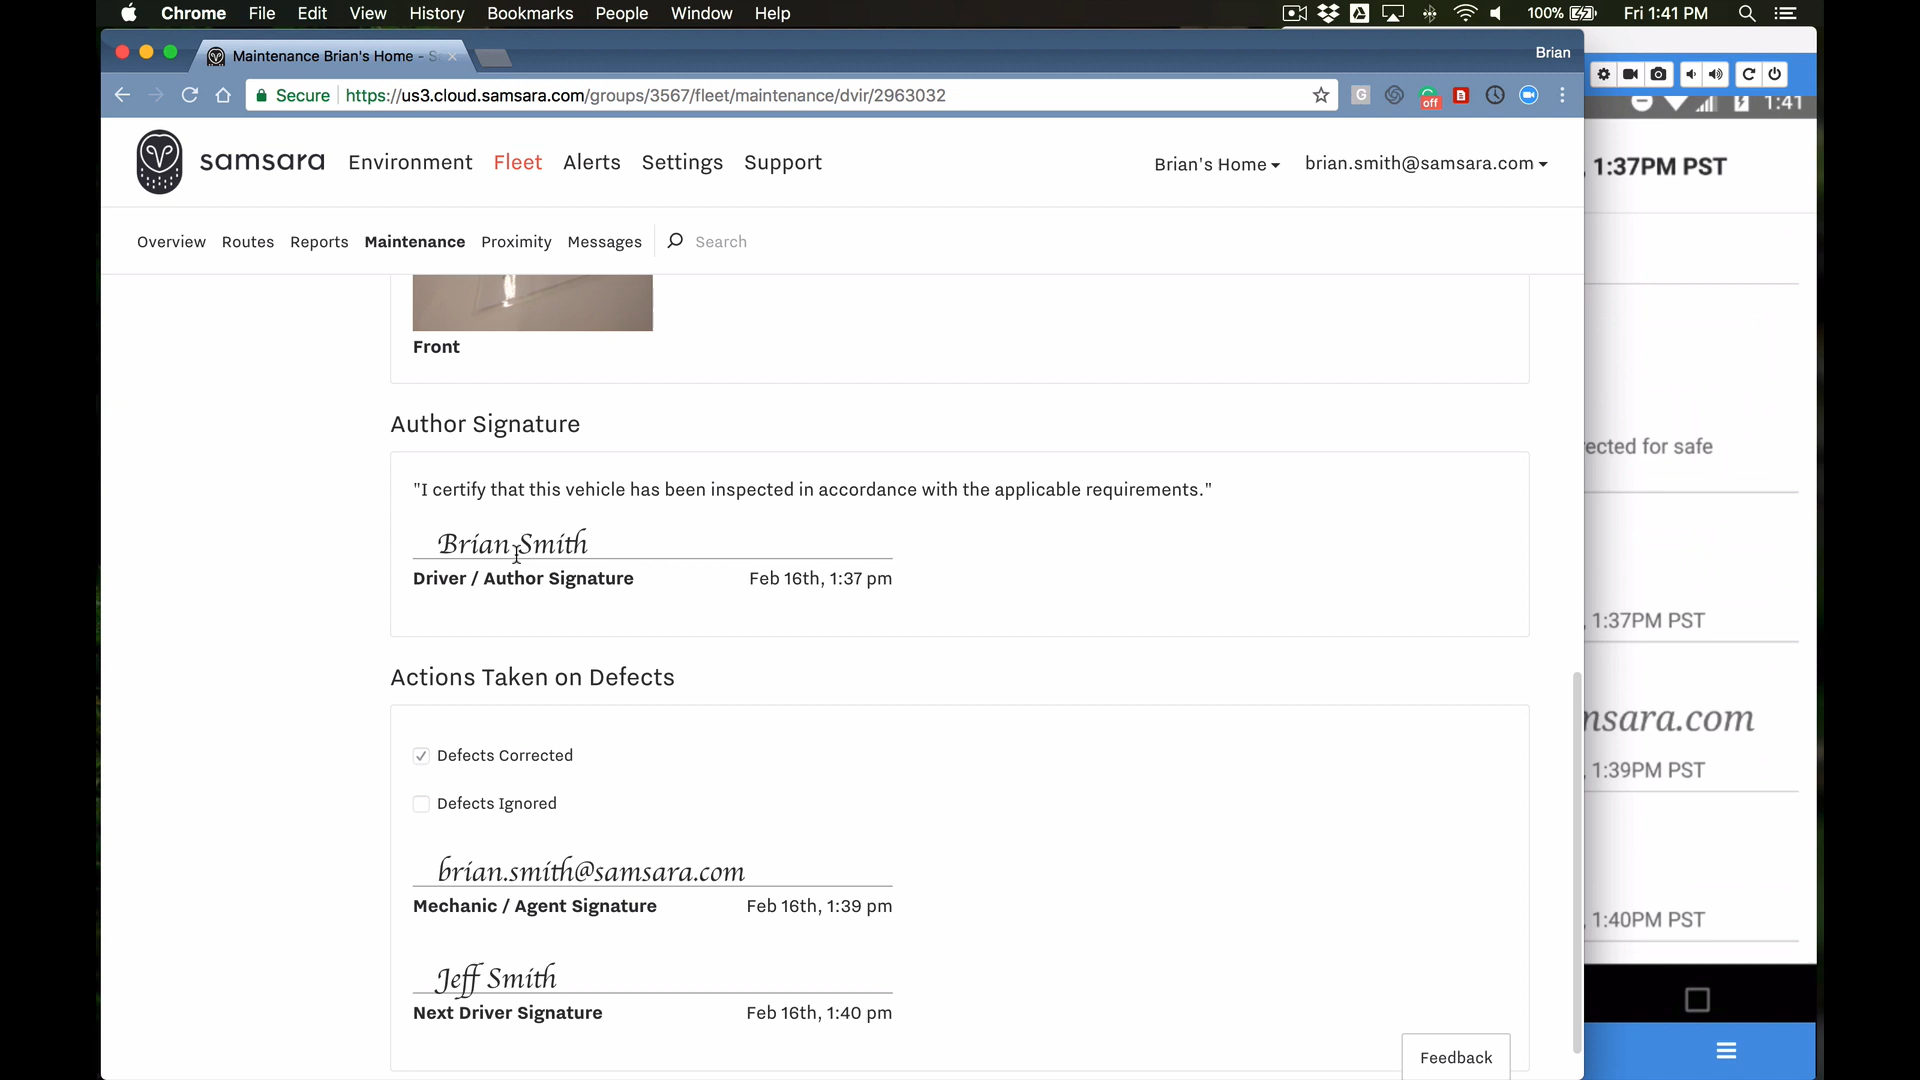 Chrome File Edit View History Bookmarks People Window Help 100% Fri 1:41 PM
Maintenance Brian's Home - S
Brian
Secure https://us3.cloud.samsara.com/groups/3567/fleet/maintenance/dvir/2963032
off
1:41
samsara Environment Fleet Alerts Settings Support Brian's Home brian.smith@samsara.com
, 1:37PM PST
Overview Routes Reports Maintenance Proximity Messages Search
Front
Author Signature
ected for safe
"I certify that this vehicle has been inspected in accordance with the applicable requirements."
Brian Smith
Driver / Author Signature Feb 16th, 1:37 pm
, 1:37PM PST
Actions Taken on Defects
nsara.com
Defects Corrected
, 1:39PM PST
Defects Ignored
brian.smith@samsara.com
Mechanic / Agent Signature Feb 16th, 1:39 pm
, 1:40PM PST
Jeff Smith
Next Driver Signature Feb 16th, 1:40 pm
Feedback